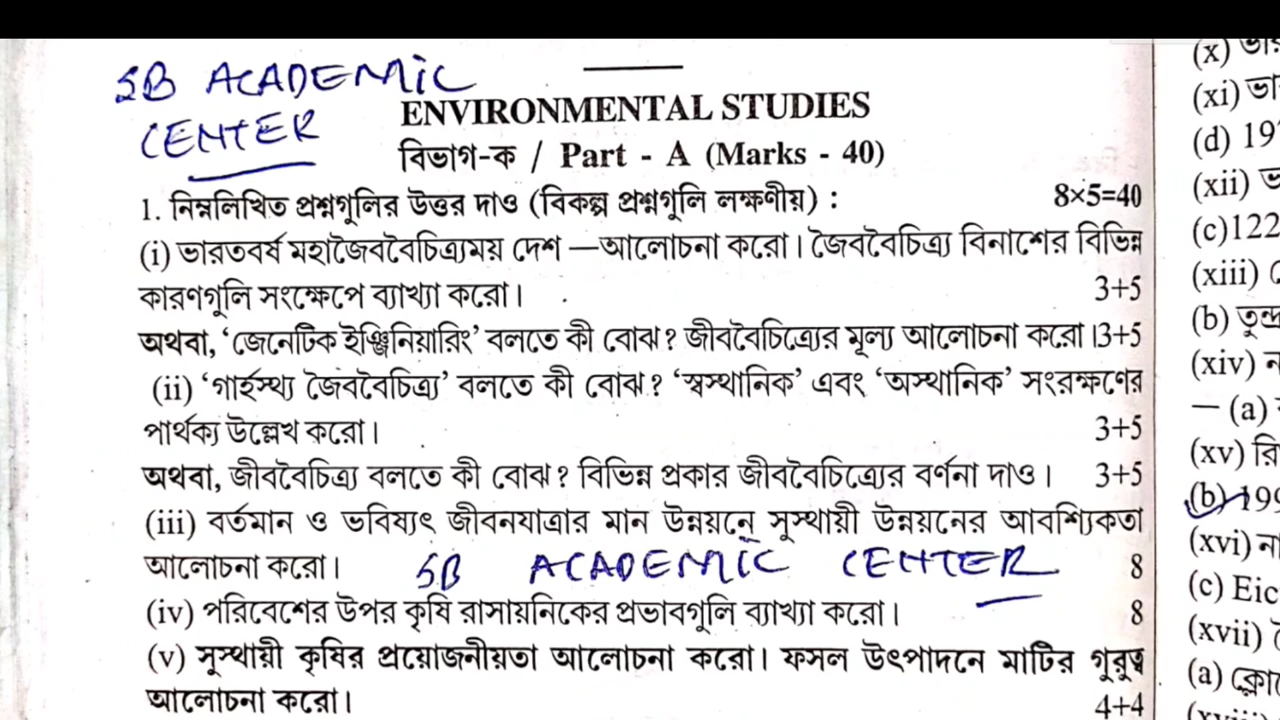 SB ACADEMIC
CENTER
ENVIRONMENTAL STUDIES
বিভাগ-ক / Part - A (Marks - 40)
1. নিম্নলিখিত প্রশ্নগুলির উত্তর দাও (বিকল্প প্রশ্নগুলি লক্ষণীয়) : 8×5=40
(i) ভারতবর্ষ মহাজৈববৈচিত্র্যময় দেশ —আলোচনা করো। জৈববৈচিত্র্য বিনাশের বিভিন্ন
কারণগুলি সংক্ষেপে ব্যাখ্যা করো। 3+5
অথবা, ‘জেনেটিক ইঞ্জিনিয়ারিং’ বলতে কী বোঝ? জীববৈচিত্র্যের মূল্য আলোচনা করো।3+5
(ii) ‘গার্হস্থ্য জৈববৈচিত্র্য’ বলতে কী বোঝ? ‘স্বস্থানিক’ এবং ‘অস্থানিক’ সংরক্ষণের
পার্থক্য উল্লেখ করো। 3+5
অথবা, জীববৈচিত্র্য বলতে কী বোঝ? বিভিন্ন প্রকার জীববৈচিত্র্যের বর্ণনা দাও। 3+5
(iii) বর্তমান ও ভবিষ্যৎ জীবনযাত্রার মান উন্নয়নে সুস্থায়ী উন্নয়নের আবশ্যিকতা
আলোচনা করো। 8
SB ACADEMIC CENTER
(iv) পরিবেশের উপর কৃষি রাসায়নিকের প্রভাবগুলি ব্যাখ্যা করো। 8
(v) সুস্থায়ী কৃষির প্রয়োজনীয়তা আলোচনা করো। ফসল উৎপাদনে মাটির গুরুত্ব
আলোচনা করো। 4+4
(x)
(xi)
(d)
(xii)
(c)122
(xiii)
(b)
(xiv)
— (a)
(xv)
(b)
(xvi)
(c) Eic
(xvii)
(a)